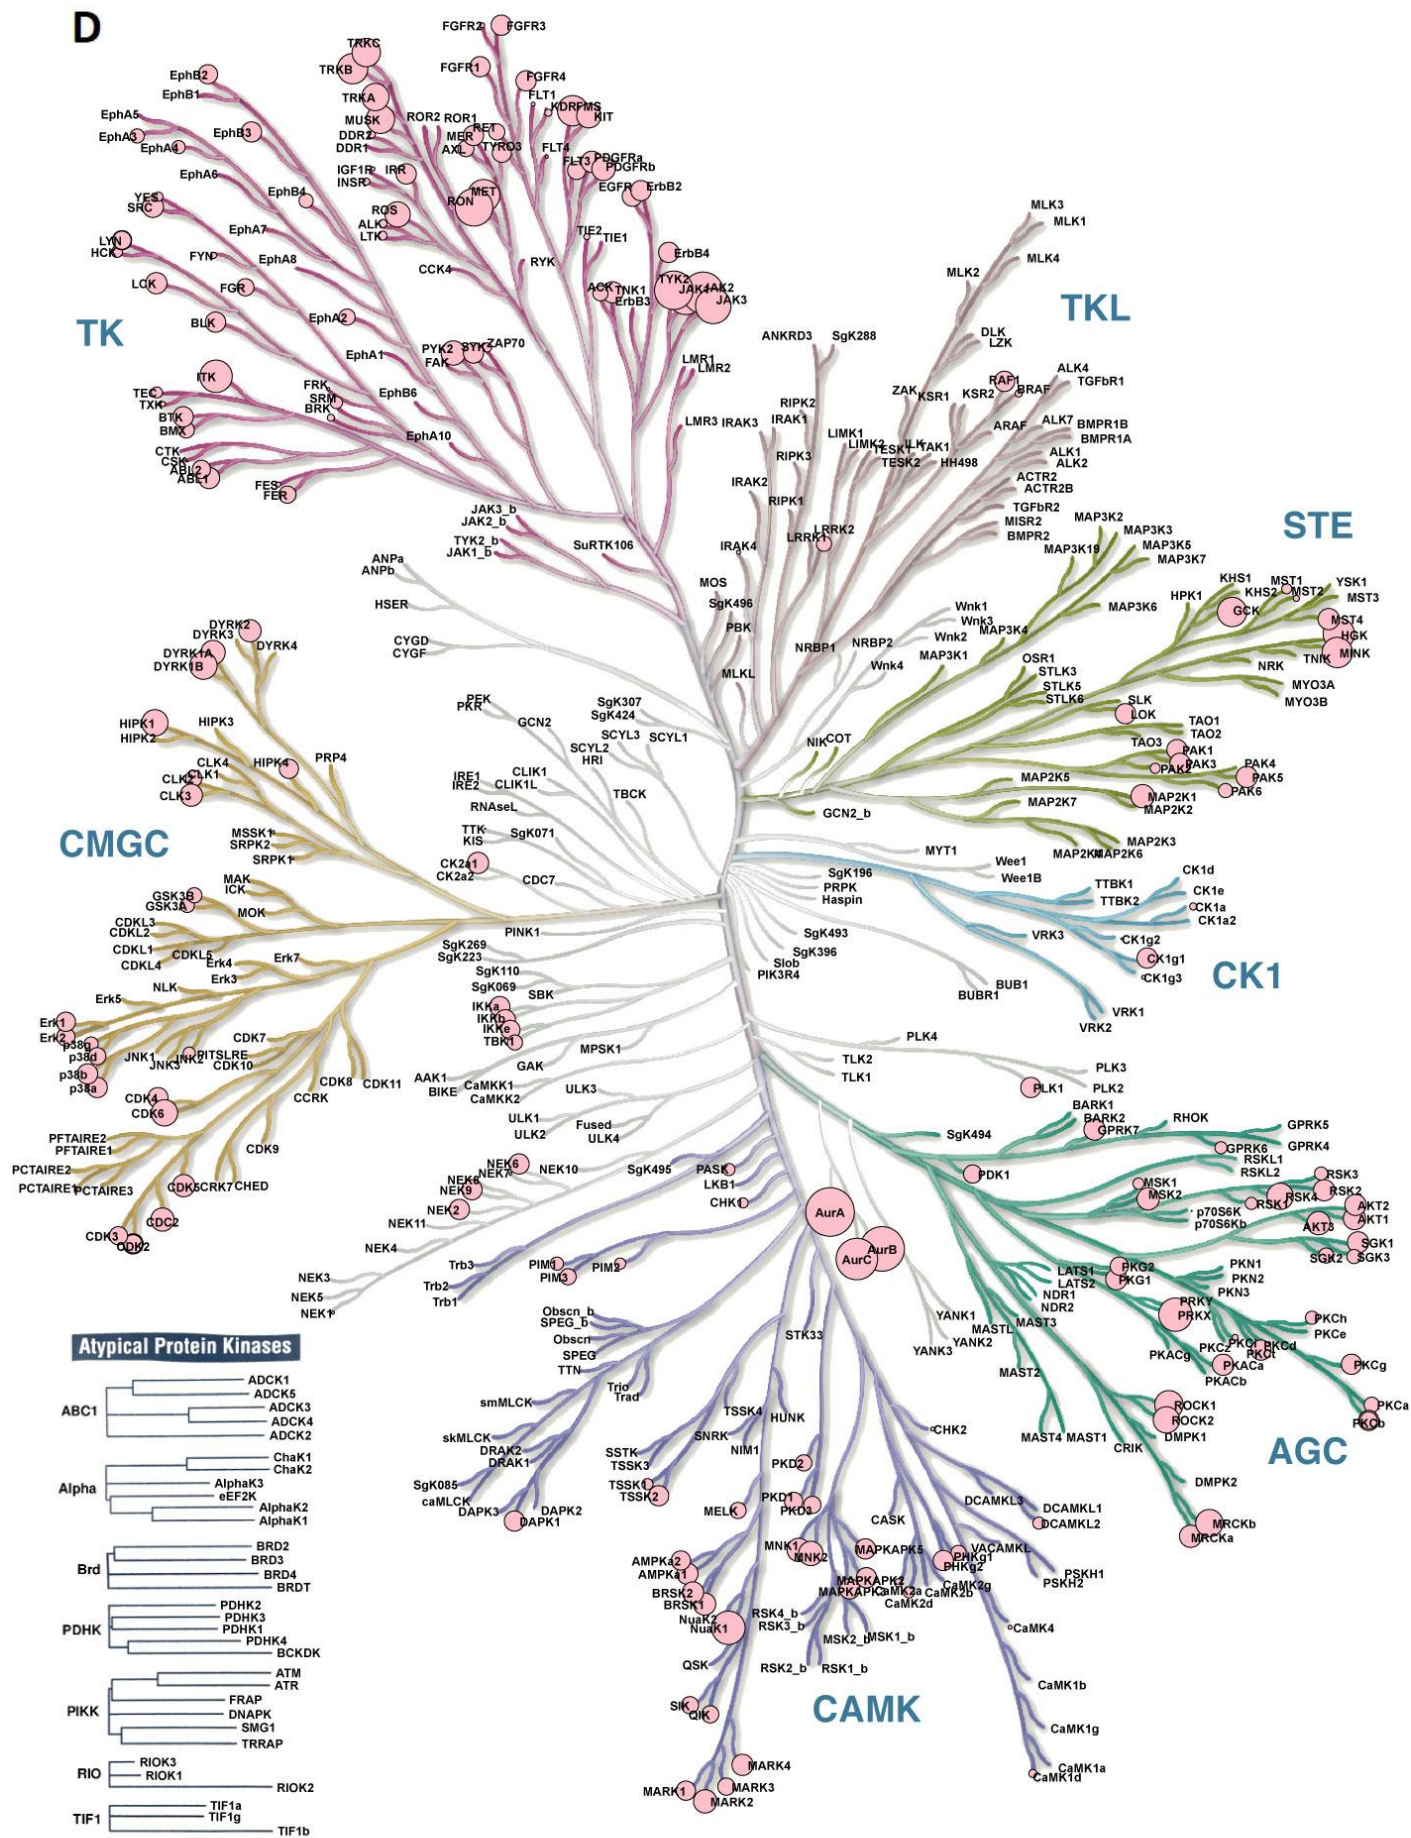 D
FGFR2
FGFR3
TRKC
TRKB
FGFR1
FGFR4
EphB2
EphB1
TRKA
FLT1
KDR
FMS
KIT
EphA5
EphA3
EphB3
EphA4
MUSK
DDR2
DDR1
ROR2
ROR1
RET
MER
AXL
TYRO3
FLT4
FLT3
PDGFRa
PDGFRb
EphA6
IGF1R
INSR
IRR
EGFR
ErbB2
EphB4
MET
RON
YES
SRC
ROS
ALK
LTK
EphA7
LYN
HCK
FYN
EphA8
TIE2
TIE1
ErbB4
CCK4
RYK
LCK
FGR
ACK
TNK1
ErbB3
TYK2
JAK1
JAK2
JAK3
BLK
EphA2
TK
EphA1
PYK2
FAK
SYK
ZAP70
LMR1
LMR2
ITK
FRK
SRM
BRK
EphB6
TEC
TXK
BTK
BMX
EphA10
LMR3
CTK
CSK
ABL2
ABL1
FES
FER
JAK3_b
JAK2_b
TYK2_b
JAK1_b
SuRTK106
MLK3
MLK1
MLK4
MLK2
TKL
ANKRD3
SgK288
DLK
LZK
ALK4
TGFbR1
RAF1
BRAF
ZAK
KSR1
KSR2
RIPK2
IRAK3
IRAK1
ARAF
ALK7
BMPR1B
BMPR1A
LIMK1
LIMK2
TESK1
ILK
TAK1
TESK2
HH498
ALK1
ALK2
RIPK3
IRAK2
RIPK1
ACTR2
ACTR2B
TGFbR2
MISR2
BMPR2
LRRK2
LRRK1
IRAK4
MOS
SgK496
PBK
MLKL
NRBP1
NRBP2
Wnk1
Wnk3
Wnk2
Wnk4
STE
MAP3K2
MAP3K3
MAP3K5
MAP3K19
MAP3K7
MAP3K6
MAP3K4
MAP3K1
KHS1
KHS2
HPK1
GCK
MST1
MST2
YSK1
MST3
MST4
HGK
MINK
TNIK
NRK
MYO3A
MYO3B
OSR1
STLK3
STLK5
STLK6
SLK
LOK
TAO1
TAO2
TAO3
PAK1
PAK3
PAK2
PAK4
PAK5
PAK6
NIK
COT
MAP2K5
MAP2K7
MAP2K1
MAP2K2
GCN2_b
MAP2K3
MAP2K4
MAP2K6
ANPa
ANPb
HSER
CYGD
CYGF
PEK
PKR
GCN2
SgK307
SgK424
SCYL3
SCYL1
SCYL2
HRI
IRE1
IRE2
CLIK1
CLIK1L
TBCK
RNAseL
TTK
KIS
SgK071
CK2a1
CK2a2
CDC7
DYRK2
DYRK3
DYRK4
DYRK1A
DYRK1B
HIPK1
HIPK2
HIPK3
HIPK4
PRP4
CLK4
CLK1
CLK2
CLK3
CMGC
MSSK1
SRPK2
SRPK1
MAK
ICK
GSK3B
GSK3A
MOK
CDKL3
CDKL2
CDKL1
CDKL5
CDKL4
Erk7
Erk4
Erk3
NLK
Erk5
Erk1
Erk2
p38g
p38d
p38b
p38a
JNK1
JNK2
JNK3
CDK7
PITSLRE
CDK10
CDK8
CDK11
CCRK
CDK4
CDK6
PFTAIRE2
PFTAIRE1
PCTAIRE2
PCTAIRE1
PCTAIRE3
CDK9
CDK5
CRK7
CHED
CDC2
CDK3
CDK2
MYT1
Wee1
Wee1B
SgK196
PRPK
Haspin
TTBK1
TTBK2
CK1d
CK1e
CK1a
CK1a2
SgK493
SgK396
Slob
PIK3R4
VRK3
CK1g2
CK1g1
CK1g3
CK1
BUB1
BUBR1
VRK1
VRK2
PINK1
SgK269
SgK223
SgK110
SgK069
SBK
IKKa
IKKb
IKKe
TBK1
MPSK1
GAK
AAK1
BIKE
CaMKK1
CaMKK2
ULK3
ULK1
ULK2
Fused
ULK4
PLK4
TLK2
TLK1
PLK3
PLK1
PLK2
NEK6
NEK7
NEK10
NEK8
NEK9
NEK2
NEK11
NEK4
NEK3
NEK5
NEK1
SgK495
PASK
LKB1
CHK1
Trb3
Trb2
Trb1
PIM1
PIM2
PIM3
AurA
AurB
AurC
SgK494
BARK1
BARK2
GPRK7
RHOK
GPRK5
GPRK4
GPRK6
PDK1
RSKL1
RSKL2
MSK1
MSK2
RSK3
RSK2
RSK4
RSK1
p70S6K
p70S6Kb
AKT2
AKT1
AKT3
SGK1
SGK2
SGK3
LATS1
LATS2
NDR1
NDR2
PKG2
PKG1
PKN1
PKN2
PKN3
YANK1
YANK2
YANK3
MASTL
MAST3
MAST2
MAST4
MAST1
PRKY
PRKX
PKACg
PKACa
PKACb
PKCz
PKCi
PKCd
PKCt
PKCh
PKCe
PKCg
PKCa
PKCb
ROCK1
ROCK2
DMPK1
CRIK
AGC
DMPK2
MRCKb
MRCKa
Obscn_b
SPEG_b
Obscn
SPEG
TTN
STK33
smMLCK
Trio
Trad
skMLCK
DRAK2
DRAK1
SgK085
caMLCK
DAPK3
DAPK2
DAPK1
TSSK4
SNRK
NIM1
HUNK
SSTK
TSSK3
TSSK1
TSSK2
CHK2
PKD2
PKD1
PKD3
MELK
CASK
DCAMKL3
DCAMKL1
DCAMKL2
MNK1
MNK2
MAPKAPK5
VACAMKL
PHKg1
PHKg2
PSKH1
PSKH2
AMPKa2
AMPKa1
BRSK2
BRSK1
NuaK2
NuaK1
MAPKAPK2
MAPKAPK3
CaMK2a
CaMK2b
CaMK2g
CaMK2d
RSK4_b
RSK3_b
MSK2_b
MSK1_b
RSK2_b
RSK1_b
CaMK4
QSK
SIK
QIK
CaMK1b
CaMK1g
CaMK1a
CaMK1d
CAMK
MARK4
MARK1
MARK3
MARK2
Atypical Protein Kinases
ABC1
ADCK1
ADCK5
ADCK3
ADCK4
ADCK2
Alpha
ChaK1
ChaK2
AlphaK3
eEF2K
AlphaK2
AlphaK1
Brd
BRD2
BRD3
BRD4
BRDT
PDHK
PDHK2
PDHK3
PDHK1
PDHK4
BCKDK
PIKK
ATM
ATR
FRAP
DNAPK
SMG1
TRRAP
RIO
RIOK3
RIOK1
RIOK2
TIF1
TIF1a
TIF1g
TIF1b